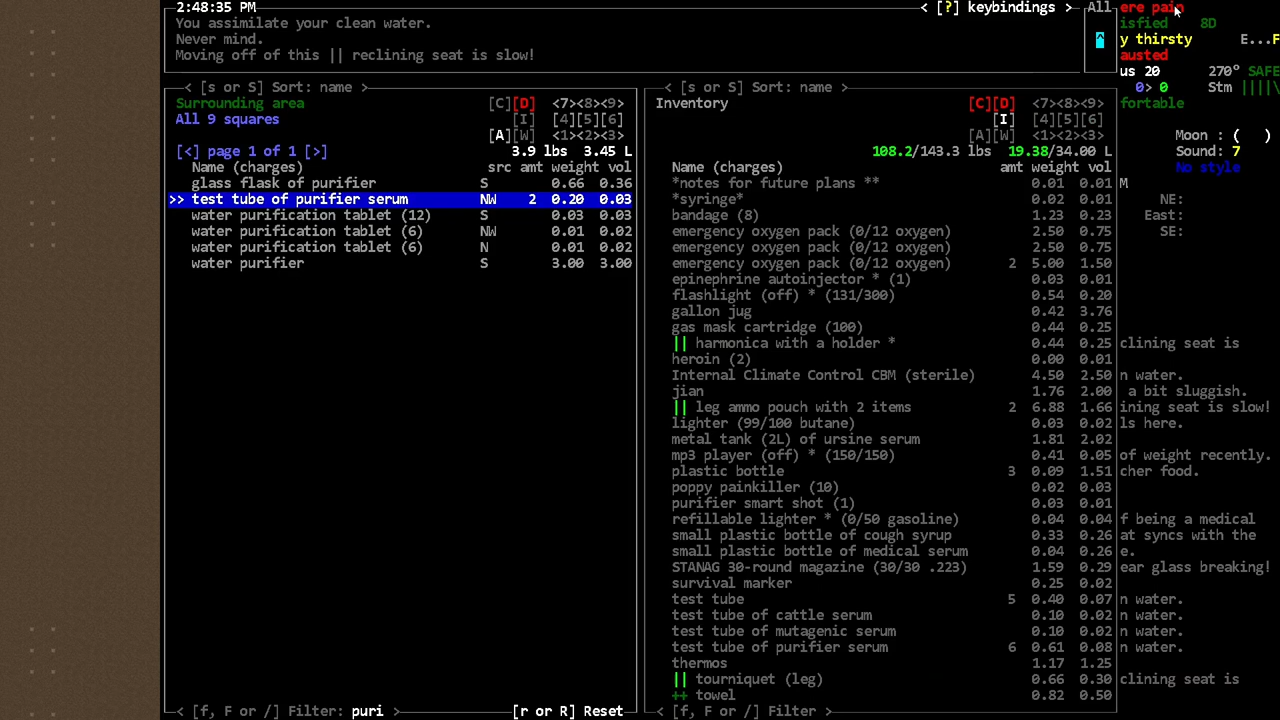 2:48:35 PM < [?] keybindings > All ere pain
You assimilate your clean water. isfied 8D
Never mind. y thirsty E...F
Moving off of this || reclining seat is slow! austed
us 20 270° SAFE
< [s or S] Sort: name > < [s or S] Sort: name > 0> 0 Stm ||||\
Surrounding area [C][D] <7><8><9> Inventory [C][D] <7><8><9> fortable
All 9 squares [I] [4][5][6] [I] [4][5][6]
[A][W] <1><2><3> [A][W] <1><2><3> Moon : ( )
[<] page 1 of 1 [>] 3.9 lbs 3.45 L 108.2/143.3 lbs 19.38/34.00 L Sound: 7
Name (charges) src amt weight vol Name (charges) amt weight vol No style
glass flask of purifier S 0.66 0.36 *notes for future plans ** 0.01 0.01 M
>> test tube of purifier serum NW 2 0.20 0.03 *syringe* 0.02 0.01 NE:
water purification tablet (12) S 0.03 0.03 bandage (8) 1.23 0.23 East:
water purification tablet (6) NW 0.01 0.02 emergency oxygen pack (0/12 oxygen) 2.50 0.75 SE:
water purification tablet (6) N 0.01 0.02 emergency oxygen pack (0/12 oxygen) 2.50 0.75
water purifier S 3.00 3.00 emergency oxygen pack (0/12 oxygen) 2 5.00 1.50
epinephrine autoinjector * (1) 0.03 0.01
flashlight (off) * (131/300) 0.54 0.20
gallon jug 0.42 3.76
gas mask cartridge (100) 0.44 0.25
|| harmonica with a holder * 0.44 0.25 clining seat is
heroin (2) 0.00 0.01
Internal Climate Control CBM (sterile) 4.50 2.50 n water.
jian 1.76 2.00 a bit sluggish.
|| leg ammo pouch with 2 items 2 6.88 1.66 ining seat is slow!
lighter (99/100 butane) 0.03 0.02 ls here.
metal tank (2L) of ursine serum 1.81 2.02
mp3 player (off) * (150/150) 0.41 0.05 of weight recently.
plastic bottle 3 0.09 1.51 cher food.
poppy painkiller (10) 0.02 0.03
purifier smart shot (1) 0.03 0.01
refillable lighter * (0/50 gasoline) 0.04 0.04 f being a medical
small plastic bottle of cough syrup 0.33 0.26 at syncs with the
small plastic bottle of medical serum 0.04 0.26 e.
STANAG 30-round magazine (30/30 .223) 1.59 0.29 ear glass breaking!
survival marker 0.25 0.02
test tube 5 0.40 0.07 n water.
test tube of cattle serum 0.10 0.02 n water.
test tube of mutagenic serum 0.10 0.02 n water.
test tube of purifier serum 6 0.61 0.08 n water.
thermos 1.17 1.25
|| tourniquet (leg) 0.66 0.30 clining seat is
++ towel 0.82 0.50
< [f, F or /] Filter: puri > [r or R] Reset < [f, F or /] Filter >